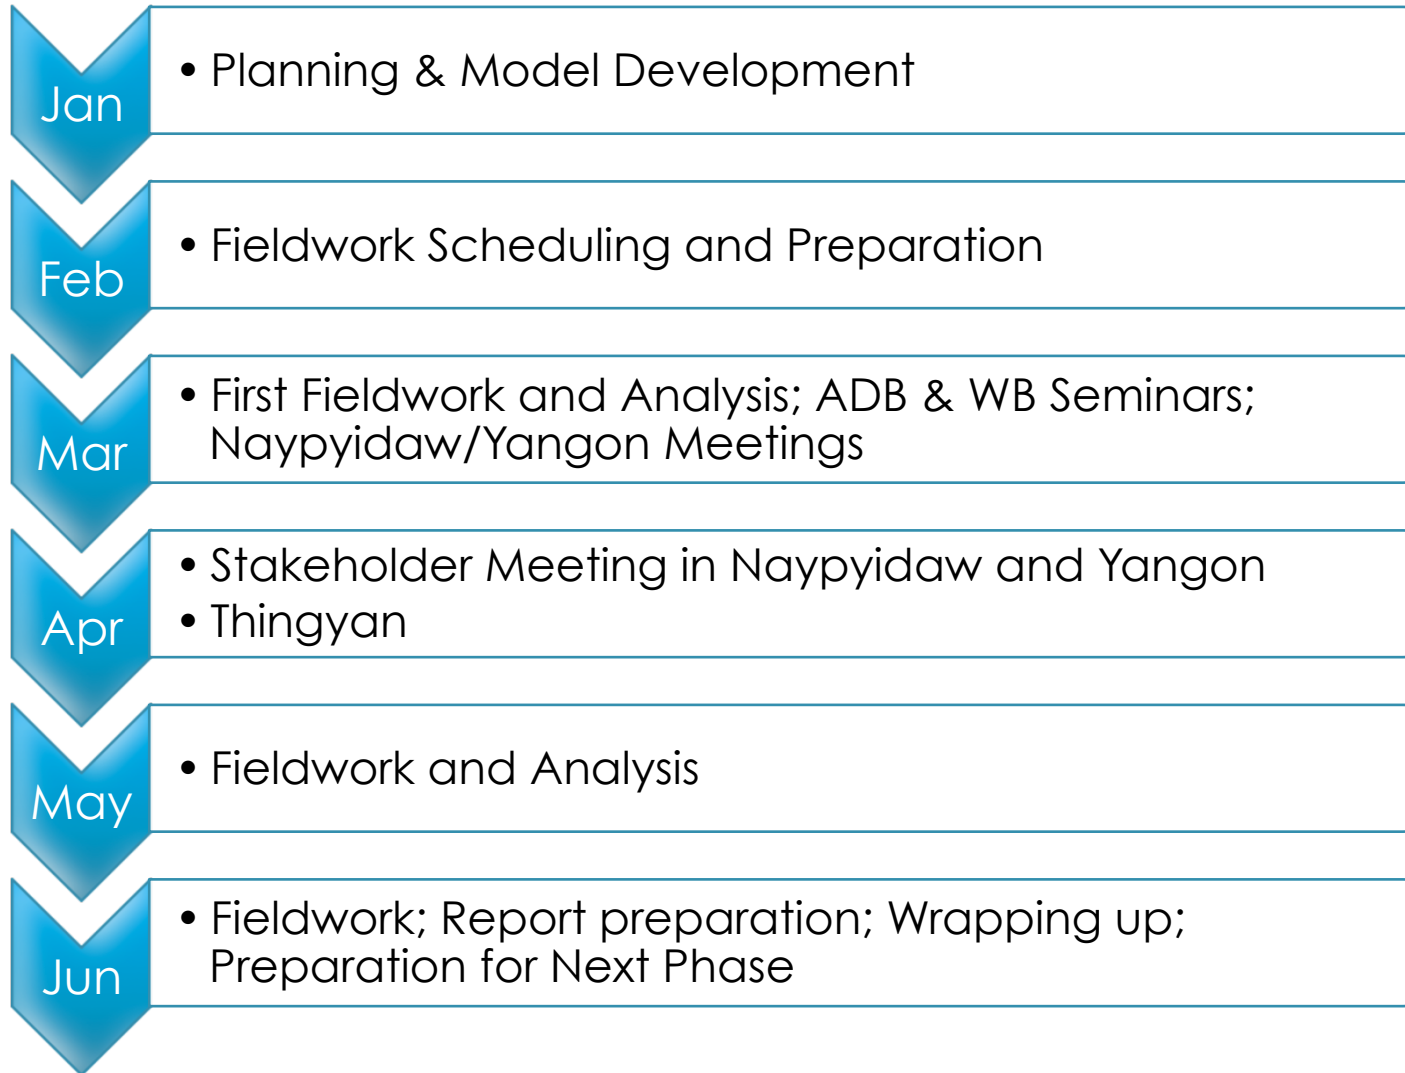 Jan
• Planning & Model Development
Feb
• Fieldwork Scheduling and Preparation
Mar
• First Fieldwork and Analysis; ADB & WB Seminars;
Naypyidaw/Yangon Meetings
Apr
• Stakeholder Meeting in Naypyidaw and Yangon
• Thingyan
May
• Fieldwork and Analysis
Jun
• Fieldwork; Report preparation; Wrapping up;
Preparation for Next Phase